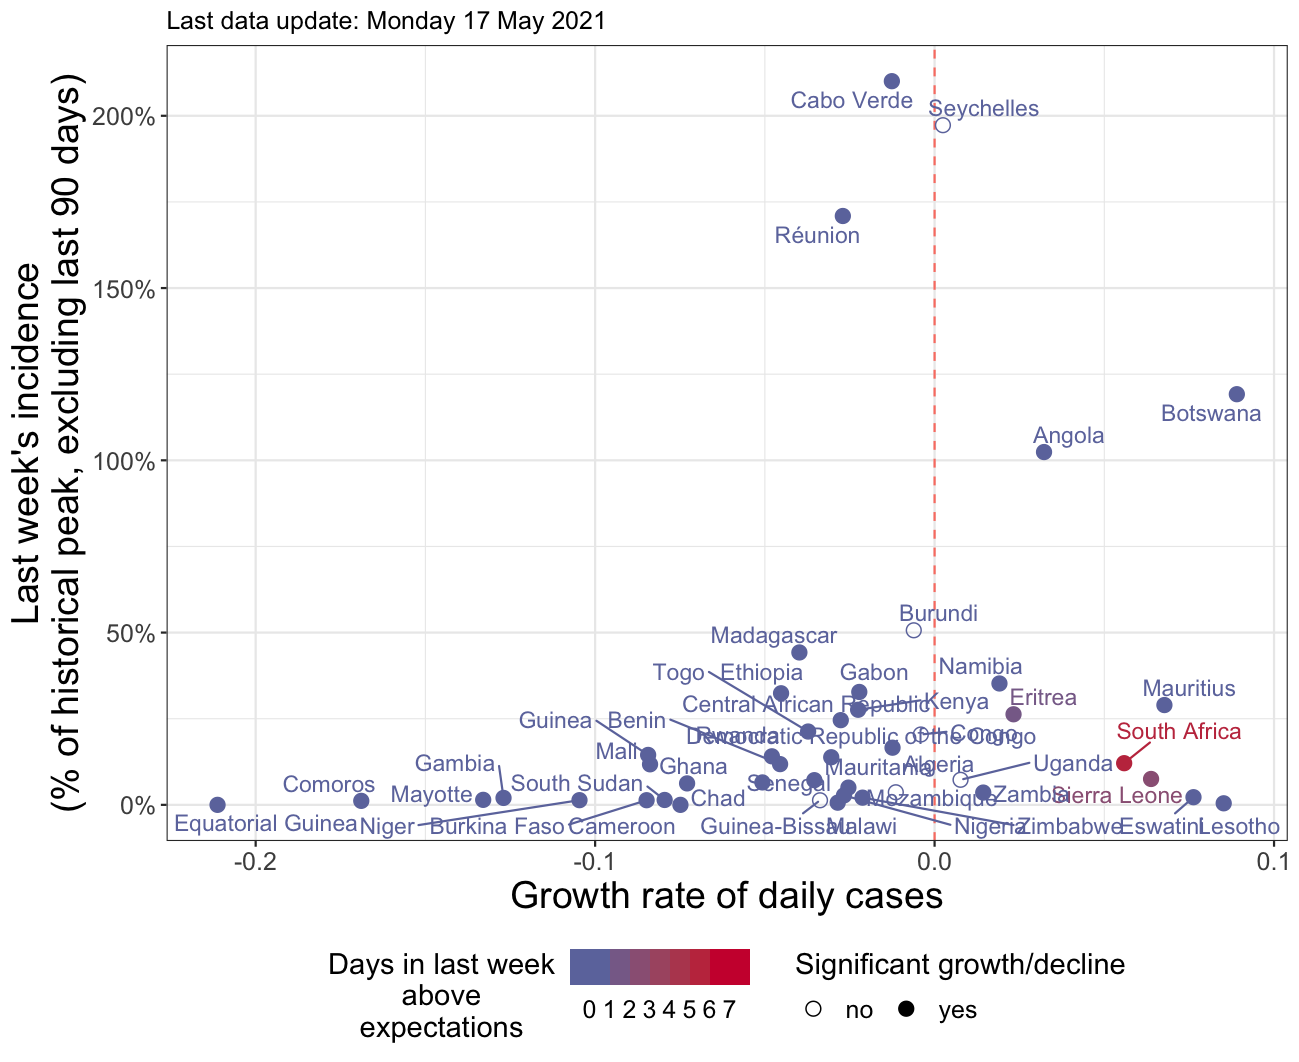 Last data update: Monday 17 May 2021
Last week's incidence
(% of historical peak, excluding last 90 days)
200%
150%
100%
50%
0%
Cabo Verde
Seychelles
Réunion
Botswana
Angola
Burundi
Madagascar
Togo
Ethiopia
Gabon
Namibia
Mauritius
Eritrea
Central African Republic
Kenya
Guinea
Benin
South Africa
Rwanda
Democratic Republic of the Congo
Congo
Mali
Ghana
Gambia
Mauritania
Algeria
Uganda
Comoros
Mayotte
South Sudan
Senegal
Chad
Mozambique
Zambia
Sierra Leone
Equatorial Guinea
Niger
Burkina Faso
Cameroon
Guinea-Bissau
Malawi
Nigeria
Zimbabwe
Eswatini
Lesotho
-0.2
-0.1
0.0
0.1
Growth rate of daily cases
Days in last week
above
expectations
0 1 2 3 4 5 6 7
Significant growth/decline
no
yes